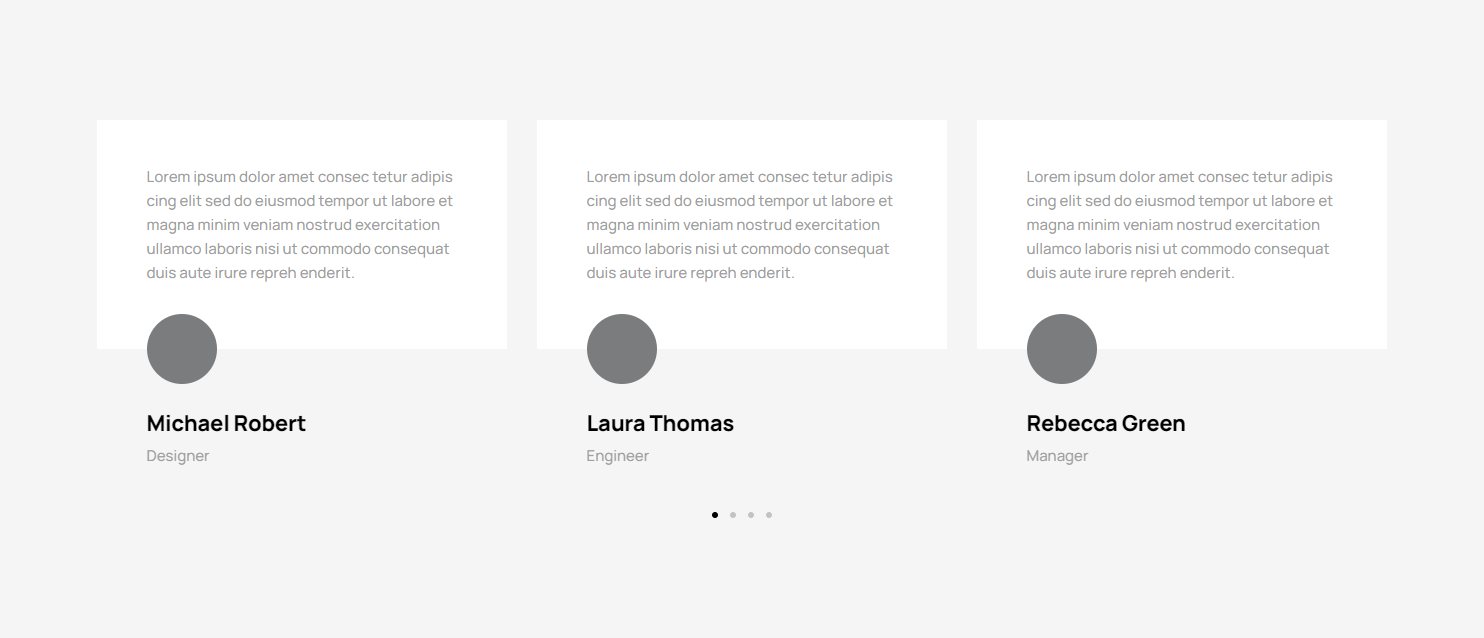 Lorem ipsum dolor amet consec tetur adipis
cing elit sed do eiusmod tempor ut labore et
magna minim veniam nostrud exercitation
ullamco laboris nisi ut commodo consequat
duis aute irure repreh enderit.
Michael Robert
Designer
Lorem ipsum dolor amet consec tetur adipis
cing elit sed do eiusmod tempor ut labore et
magna minim veniam nostrud exercitation
ullamco laboris nisi ut commodo consequat
duis aute irure repreh enderit.
Laura Thomas
Engineer
Lorem ipsum dolor amet consec tetur adipis
cing elit sed do eiusmod tempor ut labore et
magna minim veniam nostrud exercitation
ullamco laboris nisi ut commodo consequat
duis aute irure repreh enderit.
Rebecca Green
Manager